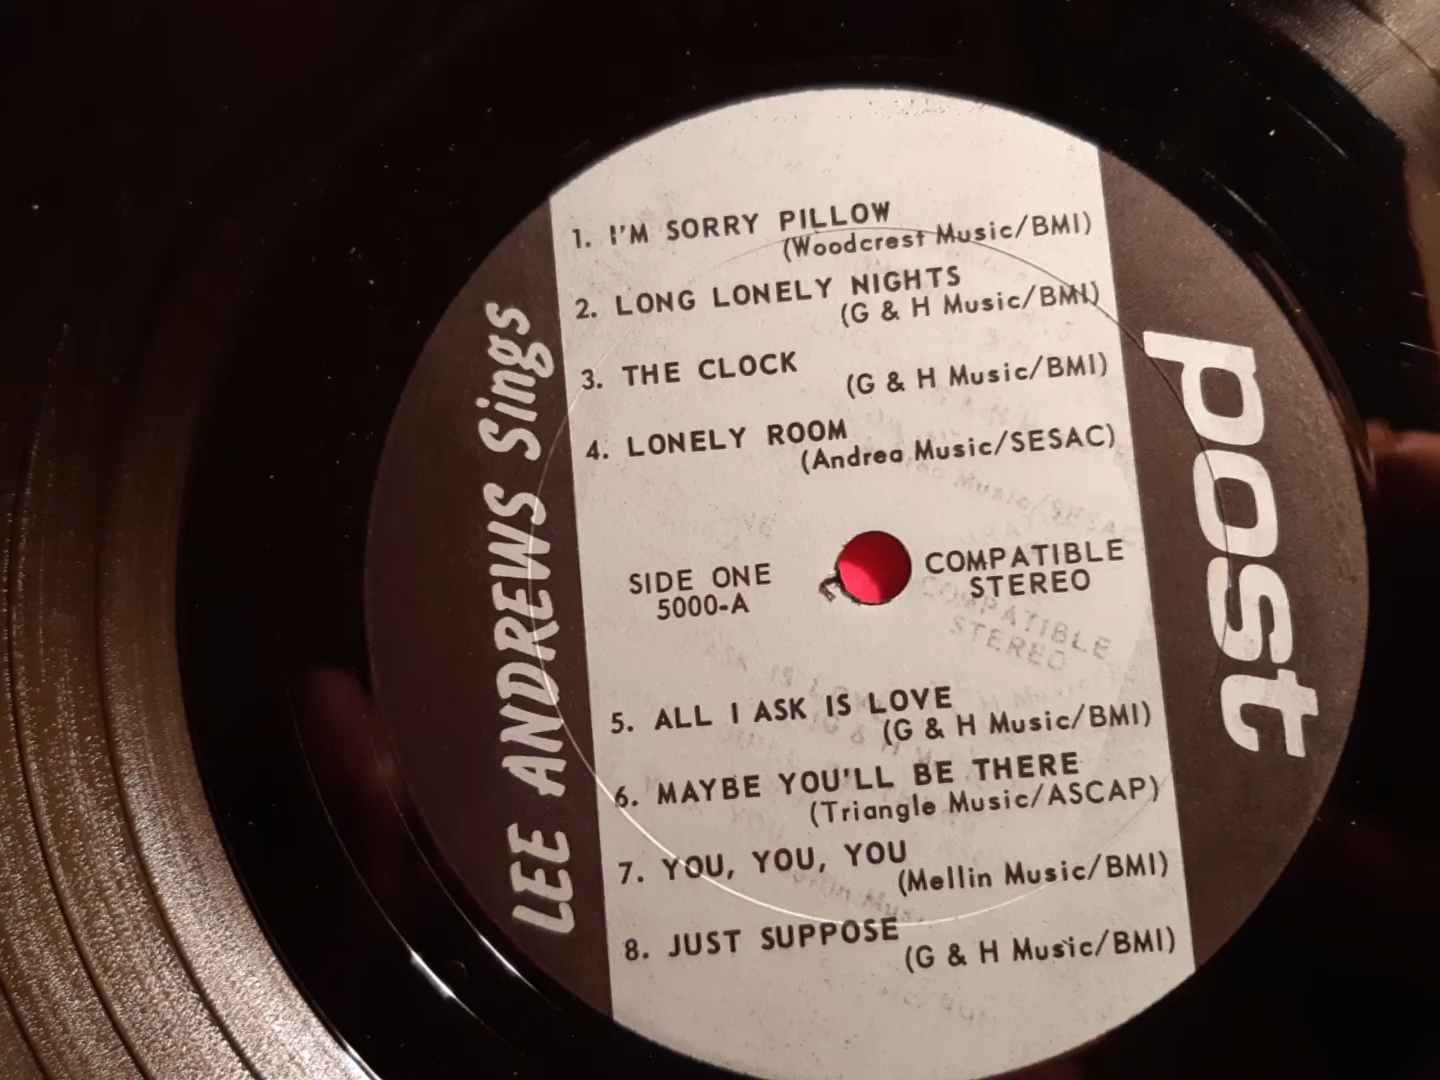 LEE ANDREWS Sings
1. I'M SORRY PILLOW
(Woodcrest Music/BMI)
2. LONG LONELY NIGHTS
(G & H Music/BMI)
3. THE CLOCK
(G & H Music/BMI)
4. LONELY ROOM
(Andrea Music/SESAC)
SIDE ONE
5000-A
COMPATIBLE
STEREO
5. ALL I ASK IS LOVE
(G & H Music/BMI)
6. MAYBE YOU'LL BE THERE
(Triangle Music/ASCAP)
7. YOU, YOU, YOU
(Mellin Music/BMI)
8. JUST SUPPOSE
(G & H Music/BMI)
post